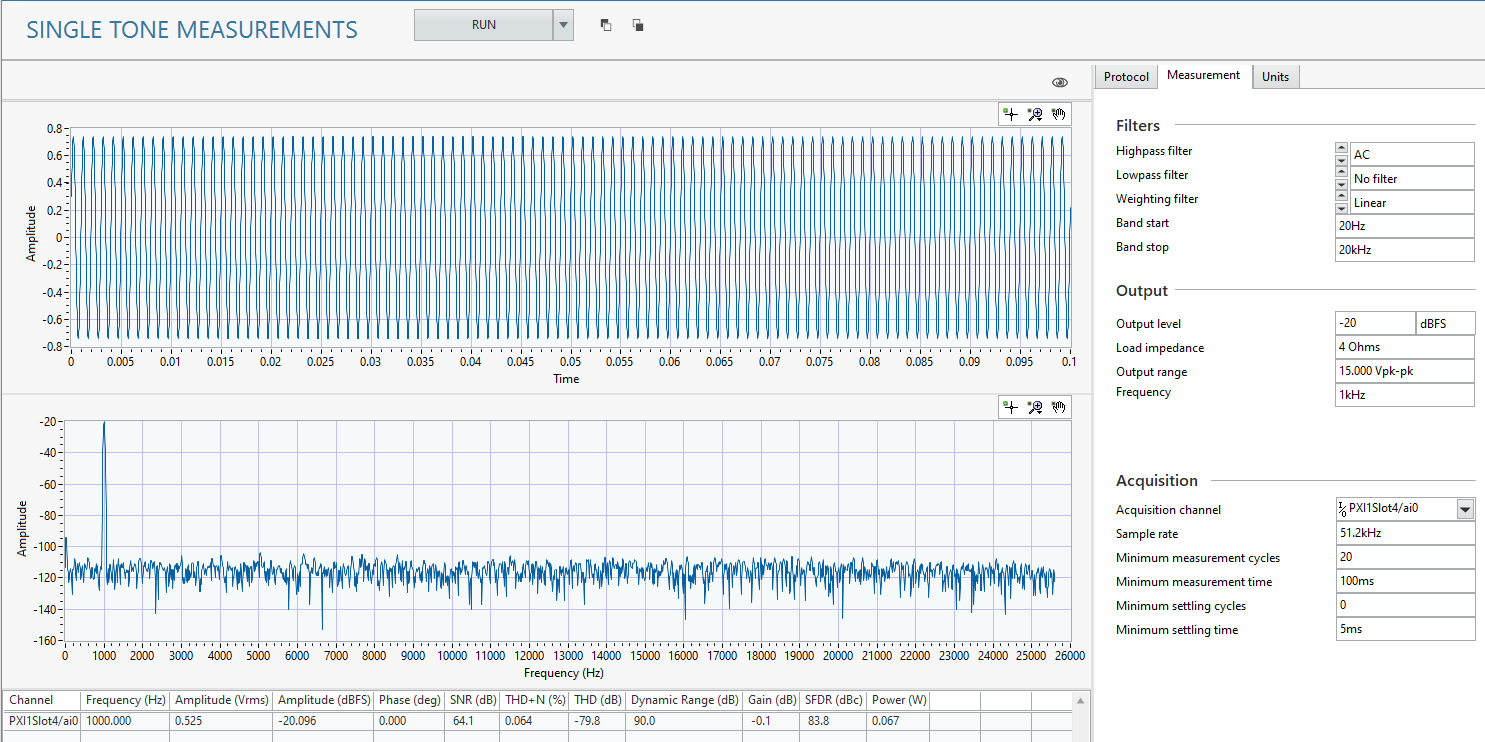 SINGLE TONE MEASUREMENTS
RUN
Protocol
Measurement
Units
Filters
Highpass filter AC
Lowpass filter No filter
Weighting filter Linear
Band start 20Hz
Band stop 20kHz
Output
Output level -20 dBFS
Load impedance 4 Ohms
Output range 15.000 Vpk-pk
Frequency 1kHz
Acquisition
Acquisition channel I/0 PXI1Slot4/ai0
Sample rate 51.2kHz
Minimum measurement cycles 20
Minimum measurement time 100ms
Minimum settling cycles 0
Minimum settling time 5ms
Amplitude
0.8
0.6
0.4
0.2
0
-0.2
-0.4
-0.6
-0.8
0 0.005 0.01 0.015 0.02 0.025 0.03 0.035 0.04 0.045 0.05 0.055 0.06 0.065 0.07 0.075 0.08 0.085 0.09 0.095 0.1
Time
Amplitude
-20
-40
-60
-80
-100
-120
-140
-160
0 1000 2000 3000 4000 5000 6000 7000 8000 9000 10000 11000 12000 13000 14000 15000 16000 17000 18000 19000 20000 21000 22000 23000 24000 25000 26000
Frequency (Hz)
Channel Frequency (Hz) Amplitude (Vrms) Amplitude (dBFS) Phase (deg) SNR (dB) THD+N (%) THD (dB) Dynamic Range (dB) Gain (dB) SFDR (dBc) Power (W)
PXI1Slot4/ai0 1000.000 0.525 -20.096 0.000 64.1 0.064 -79.8 90.0 -0.1 83.8 0.067